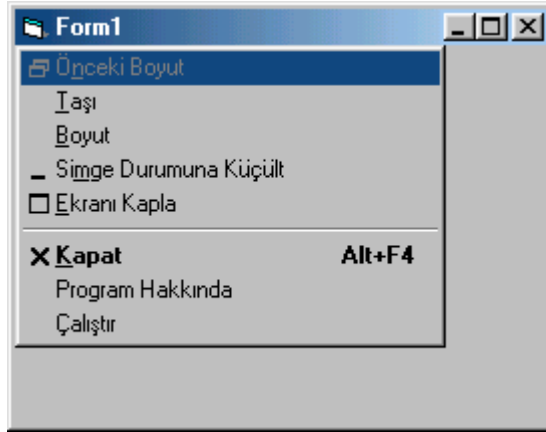 Form1
Önceki Boyut
Taşı
Boyut
Simge Durumuna Küçült
Ekranı Kapla
Kapat Alt+F4
Program Hakkında
Çalıştır